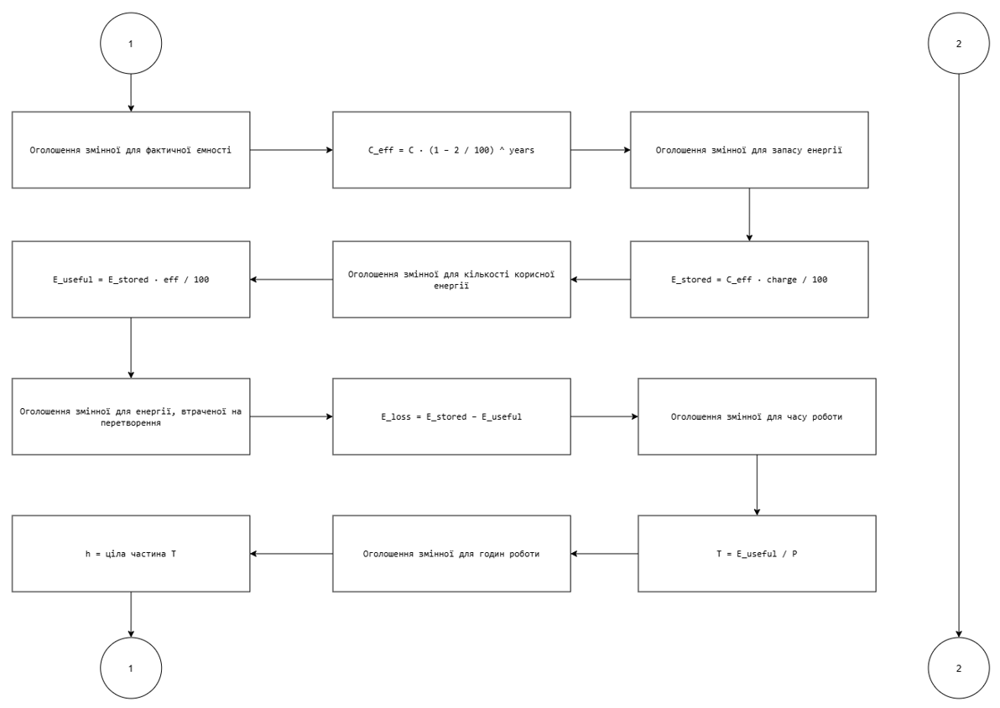 1
2
Оголошення змінної для фактичної ємності
C_eff = C · (1 – 2 / 100) ^ years
Оголошення змінної для запасу енергії
E_useful = E_stored · eff / 100
Оголошення змінної для кількості корисної
енергії
E_stored = C_eff · charge / 100
Оголошення змінної для енергії, втраченої на
перетворення
E_loss = E_stored – E_useful
Оголошення змінної для часу роботи
h = ціла частина T
Оголошення змінної для годин роботи
T = E_useful / P
1
2